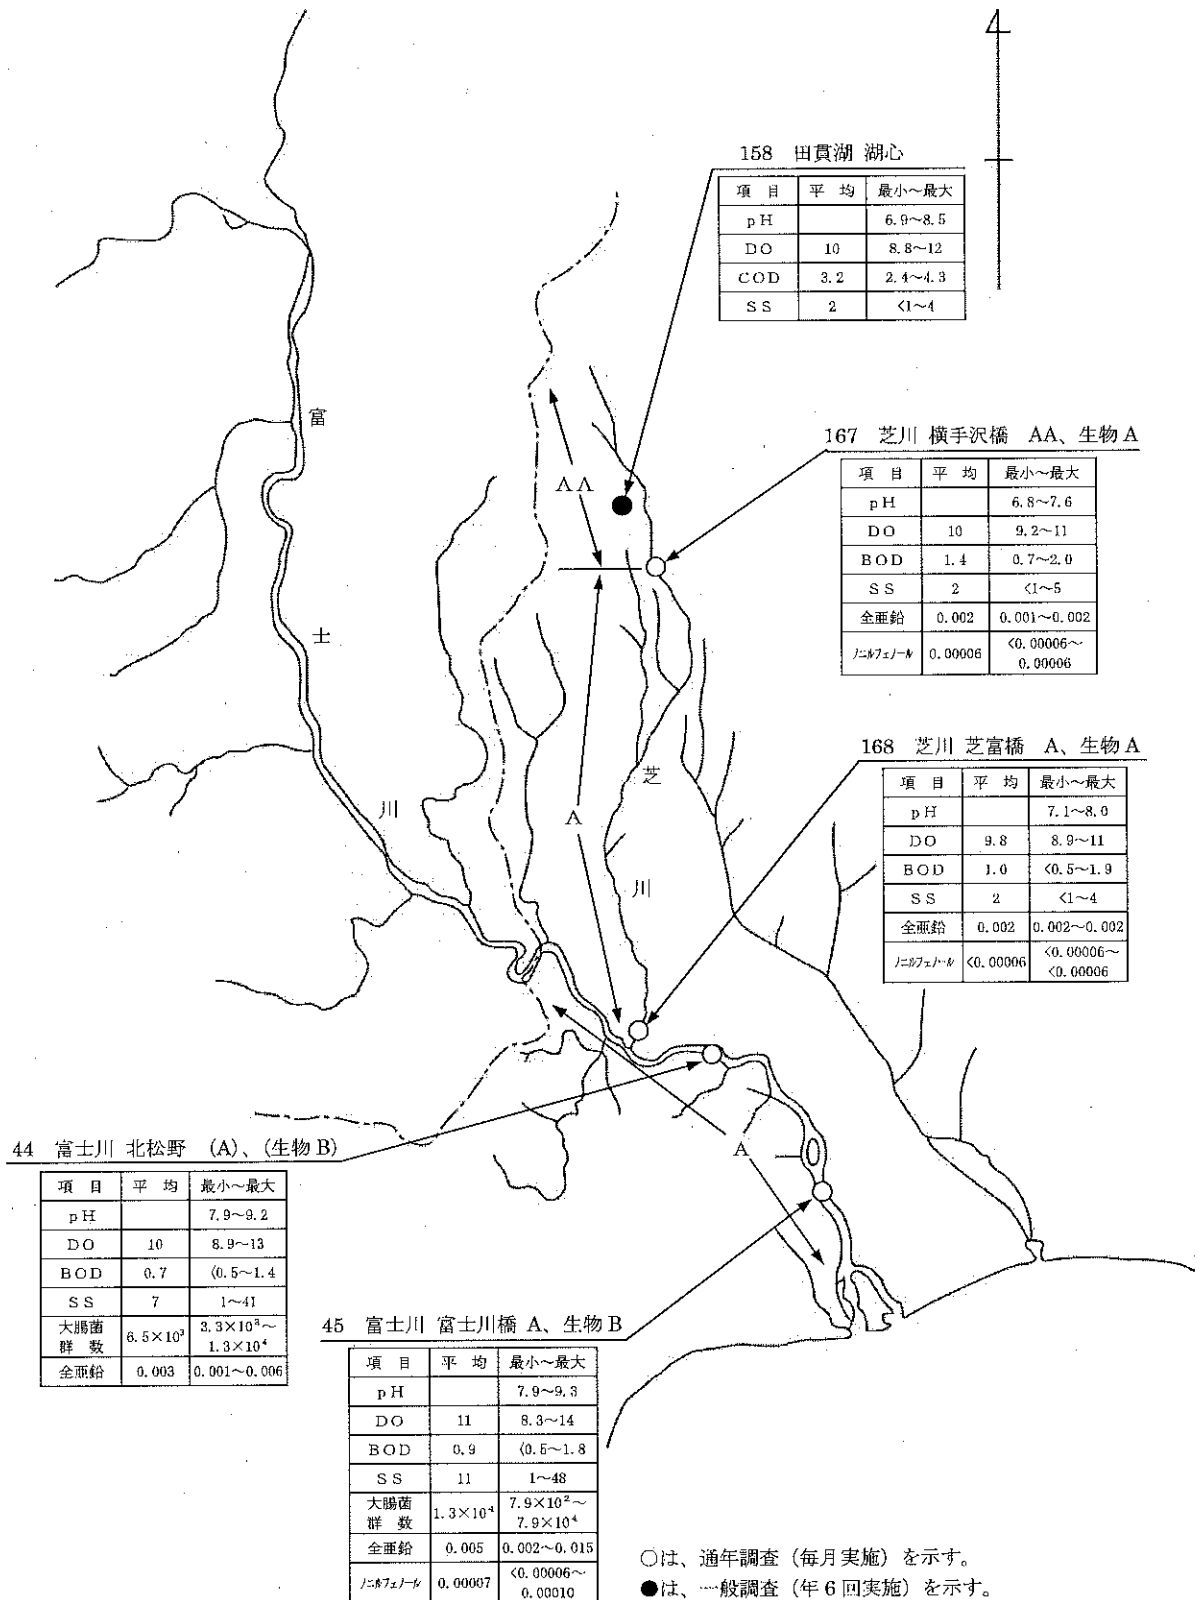 158 田貫湖 湖心
項 目 平 均 最小～最大
pH 6.9～8.5
DO 10 8.8～12
COD 3.2 2.4～4.3
SS 2 <1～4
富
167 芝川 横手沢橋 AA、生物 A
項 目 平 均 最小～最大
pH 6.8～7.6
DO 10 9.2～11
BOD 1.4 0.7～2.0
SS 2 <1～5
全亜鉛 0.002 0.001～0.002
ノニルフェノール 0.00006 <0.00006～
0.00006
AA
士
168 芝川 芝富橋 A、生物 A
項 目 平 均 最小～最大
pH 7.1～8.0
DO 9.8 8.9～11
BOD 1.0 <0.5～1.9
SS 2 <1～4
全亜鉛 0.002 0.002～0.002
ノニルフェノール <0.00006 <0.00006～
<0.00006
芝
川
A
川
44 富士川 北松野 (A)、(生物 B)
項 目 平 均 最小～最大
pH 7.9～9.2
DO 10 8.9～13
BOD 0.7 <0.5～1.4
SS 7 1～41
大腸菌
群 数 6.5×10³
1.3×10⁴
全亜鉛 0.003 0.001～0.006
A
45 富士川 富士川橋 A、生物 B
項 目 平 均 最小～最大
pH 7.9～9.3
DO 11 8.3～14
BOD 0.9 <0.5～1.8
SS 11 1～48
大腸菌 7.9×10²～
群 数 1.3×10⁴ 7.9×10⁴
全亜鉛 0.005 0.002～0.015
ノニルフェノール 0.00007 <0.00006～
0.00010
○は、通年調査（毎月実施）を示す。
●は、一般調査（年６回実施）を示す。